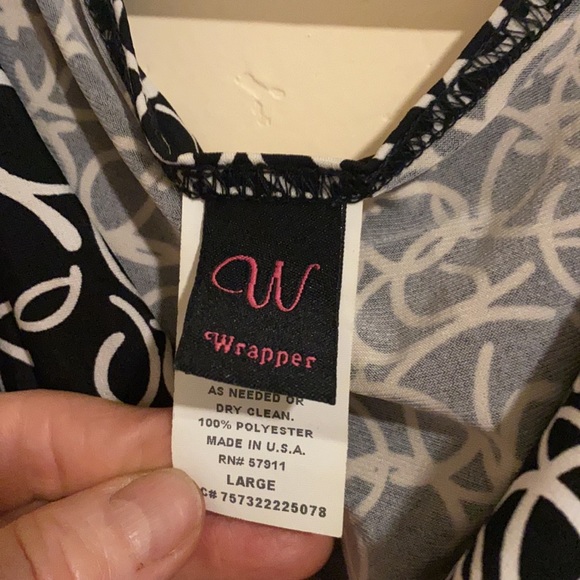 W
Wrapper
AS NEEDED OR
DRY CLEAN.
100% POLYESTER
MADE IN U.S.A.
RN# 57911
LARGE
C# 757322225078